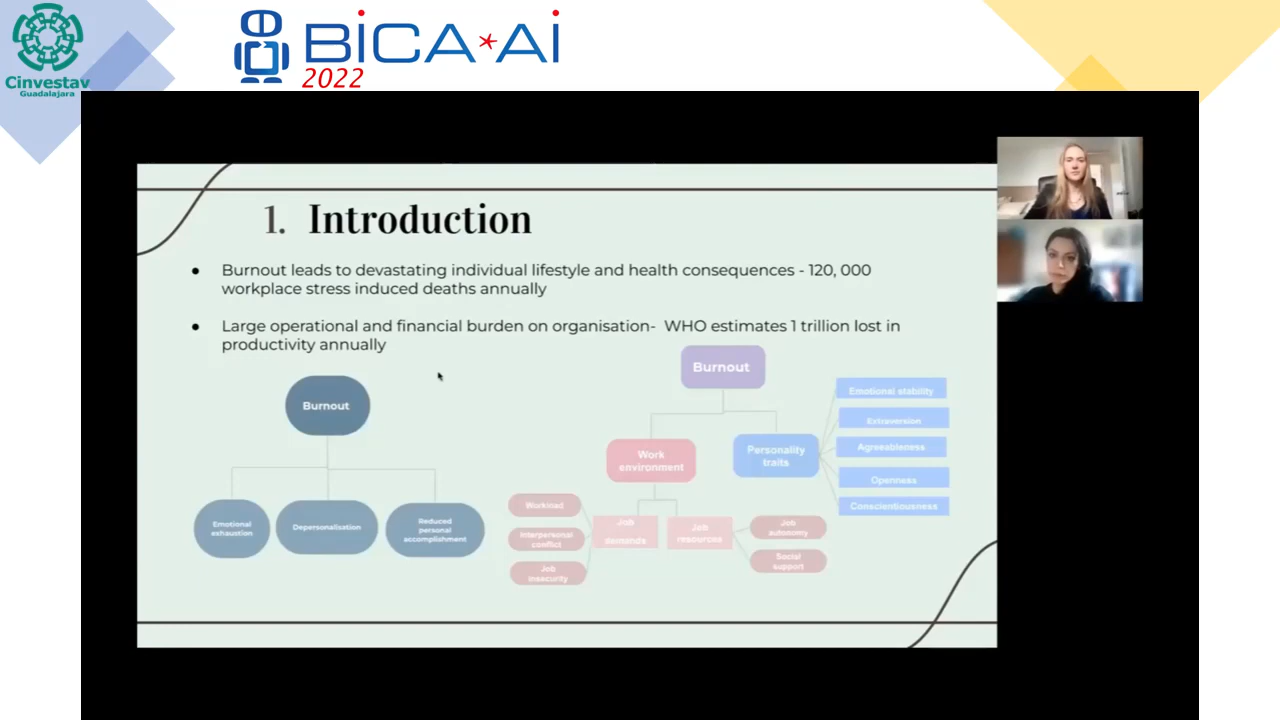 Cinvestav
Guadalajara
BiCA*Ai
2022
1. Introduction
● Burnout leads to devastating individual lifestyle and health consequences - 120, 000
workplace stress induced deaths annually
● Large operational and financial burden on organisation- WHO estimates 1 trillion lost in
productivity annually
Burnout
Emotional
exhaustion
Depersonalisation
Reduced
personal
accomplishment
Burnout
Work
environment
Personality
traits
Emotional stability
Extraversion
Agreeableness
Openness
Conscientiousness
Workload
Interpersonal
conflict
Job
insecurity
Job
demands
Job
resources
Job
autonomy
Social
support